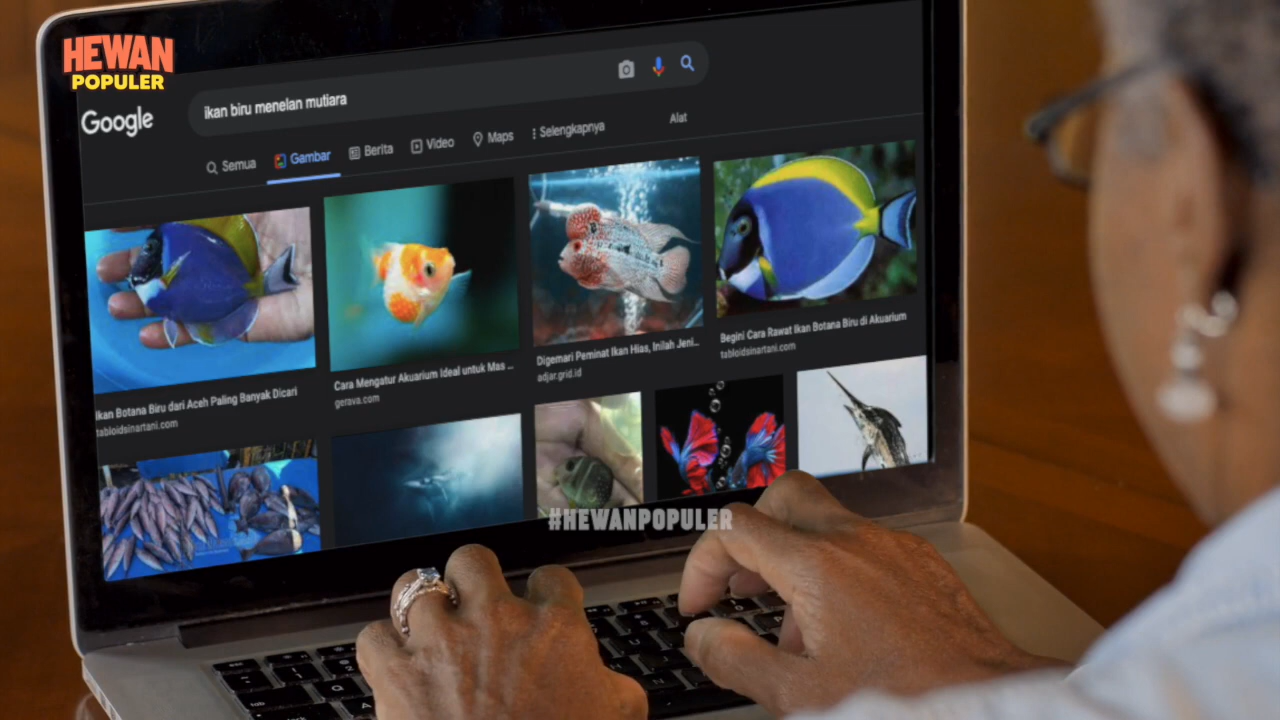 HEWAN
POPULER
Google
ikan biru menelan mutiara
Semua
Gambar
Berita
Video
Maps
Selengkapnya
Alat
Ikan Botana Biru dari Aceh Paling Banyak Dicari
tabloidsinartani.com
Cara Mengatur Akuarium Ideal untuk Mas ...
gerava.com
Digemari Peminat Ikan Hias, Inilah Jeni...
adjar.grid.id
Begini Cara Rawat Ikan Botana Biru di Akuarium
tabloidsinartani.com
#HEWANPOPULER